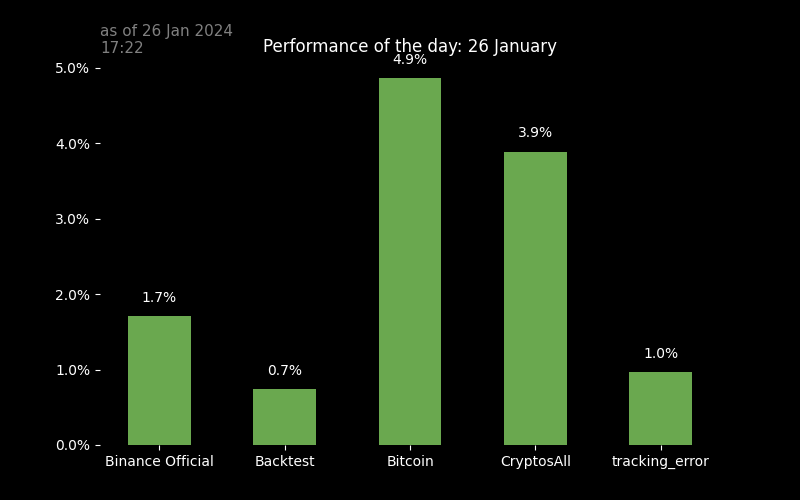 as of 26 Jan 2024
17:22
Performance of the day: 26 January
5.0%
4.0%
3.0%
2.0%
1.0%
0.0%
1.7%
0.7%
4.9%
3.9%
1.0%
Binance Official
Backtest
Bitcoin
CryptosAll
tracking_error